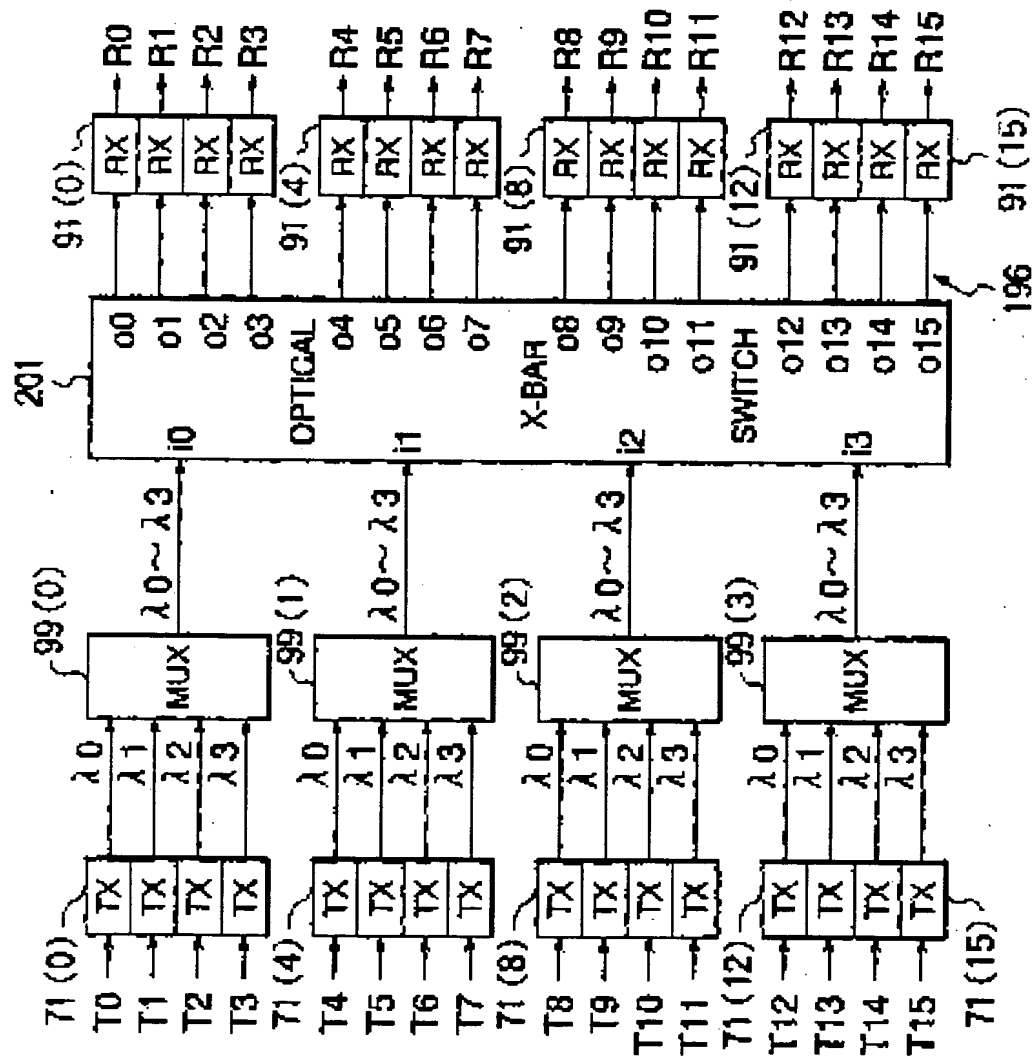 201
99 (0)
91 (0)
71 (0)
T0
T1
T2
T3
TX
TX
TX
TX
λ0
λ1
λ2
λ3
MUX
λ0~λ3
i0
OPTICAL
o0
o1
o2
o3
RX
RX
RX
RX
R0
R1
R2
R3
71 (4)
T4
T5
T6
T7
TX
TX
TX
TX
λ0
λ1
λ2
λ3
99 (1)
MUX
λ0~λ3
i1
o4
o5
o6
o7
91 (4)
RX
RX
RX
RX
R4
R5
R6
R7
71 (8)
T8
T9
T10
T11
TX
TX
TX
TX
λ0
λ1
λ2
λ3
99 (2)
MUX
λ0~λ3
i2
X-BAR
o8
o9
o10
o11
91 (8)
RX
RX
RX
RX
R8
R9
R10
R11
71 (12)
T12
T13
T14
T15
TX
TX
TX
TX
71 (15)
λ0
λ1
λ2
λ3
99 (3)
MUX
λ0~λ3
i3
SWITCH
o12
o13
o14
o15
91 (12)
RX
RX
RX
RX
R12
R13
R14
R15
91 (15)
196